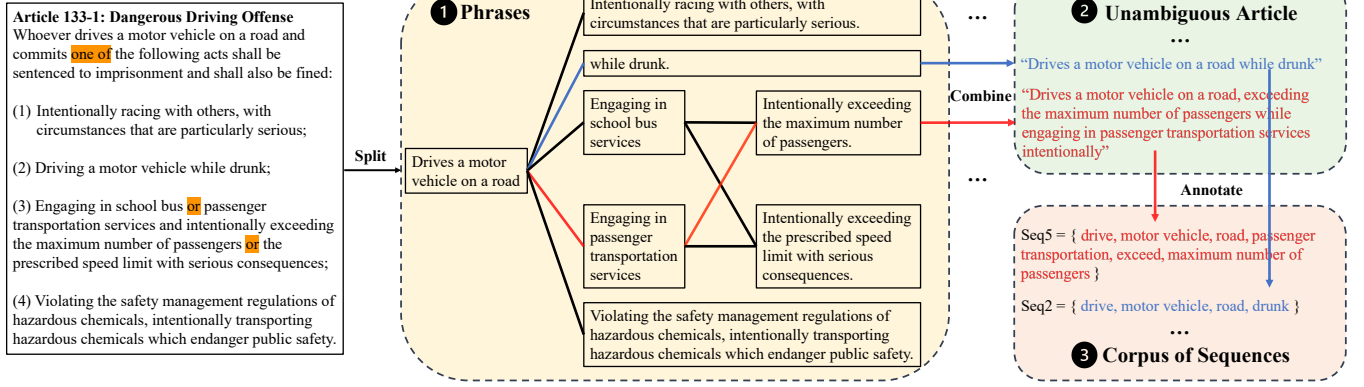 Article 133-1: Dangerous Driving Offense
Whoever drives a motor vehicle on a road and
commits one of the following acts shall be
sentenced to imprisonment and shall also be fined:
(1) Intentionally racing with others, with
circumstances that are particularly serious;
(2) Driving a motor vehicle while drunk;
(3) Engaging in school bus or passenger
transportation services and intentionally exceeding
the maximum number of passengers or the
prescribed speed limit with serious consequences;
(4) Violating the safety management regulations of
hazardous chemicals, intentionally transporting
hazardous chemicals which endanger public safety.
Split
1 Phrases
Drives a motor
vehicle on a road
Intentionally racing with others, with
circumstances that are particularly serious.
while drunk.
Engaging in
school bus
services
Intentionally exceeding
the maximum number
of passengers.
Engaging in
passenger
transportation
services
Intentionally exceeding
the prescribed speed
limit with serious
consequences.
Violating the safety management regulations of
hazardous chemicals, intentionally transporting
hazardous chemicals which endanger public safety.
...
Combine
...
2 Unambiguous Article
...
“Drives a motor vehicle on a road while drunk”
“Drives a motor vehicle on a road, exceeding
the maximum number of passengers while
engaging in passenger transportation services
intentionally”
Annotate
Seq5 = { drive, motor vehicle, road, passenger
transportation, exceed, maximum number of
passengers }
Seq2 = { drive, motor vehicle, road, drunk }
...
3 Corpus of Sequences